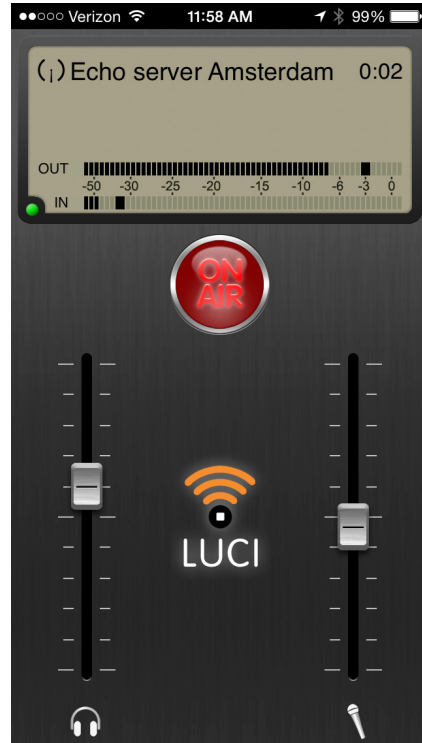 Verizon 11:58 AM 99%
(i) Echo server Amsterdam 0:02
OUT
-50 -30 -25 -20 -15 -10 -6 -3 0
IN
ON
AIR
LUCI